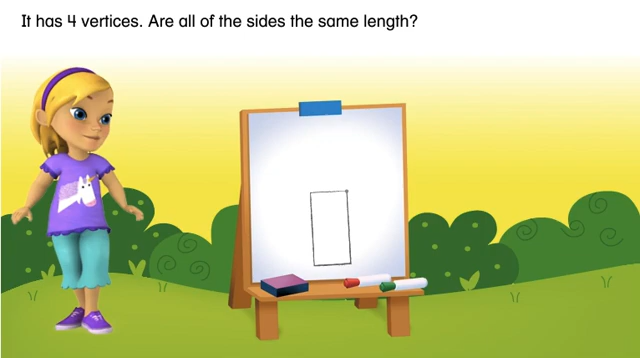 It has 4 vertices. Are all of the sides the same length?